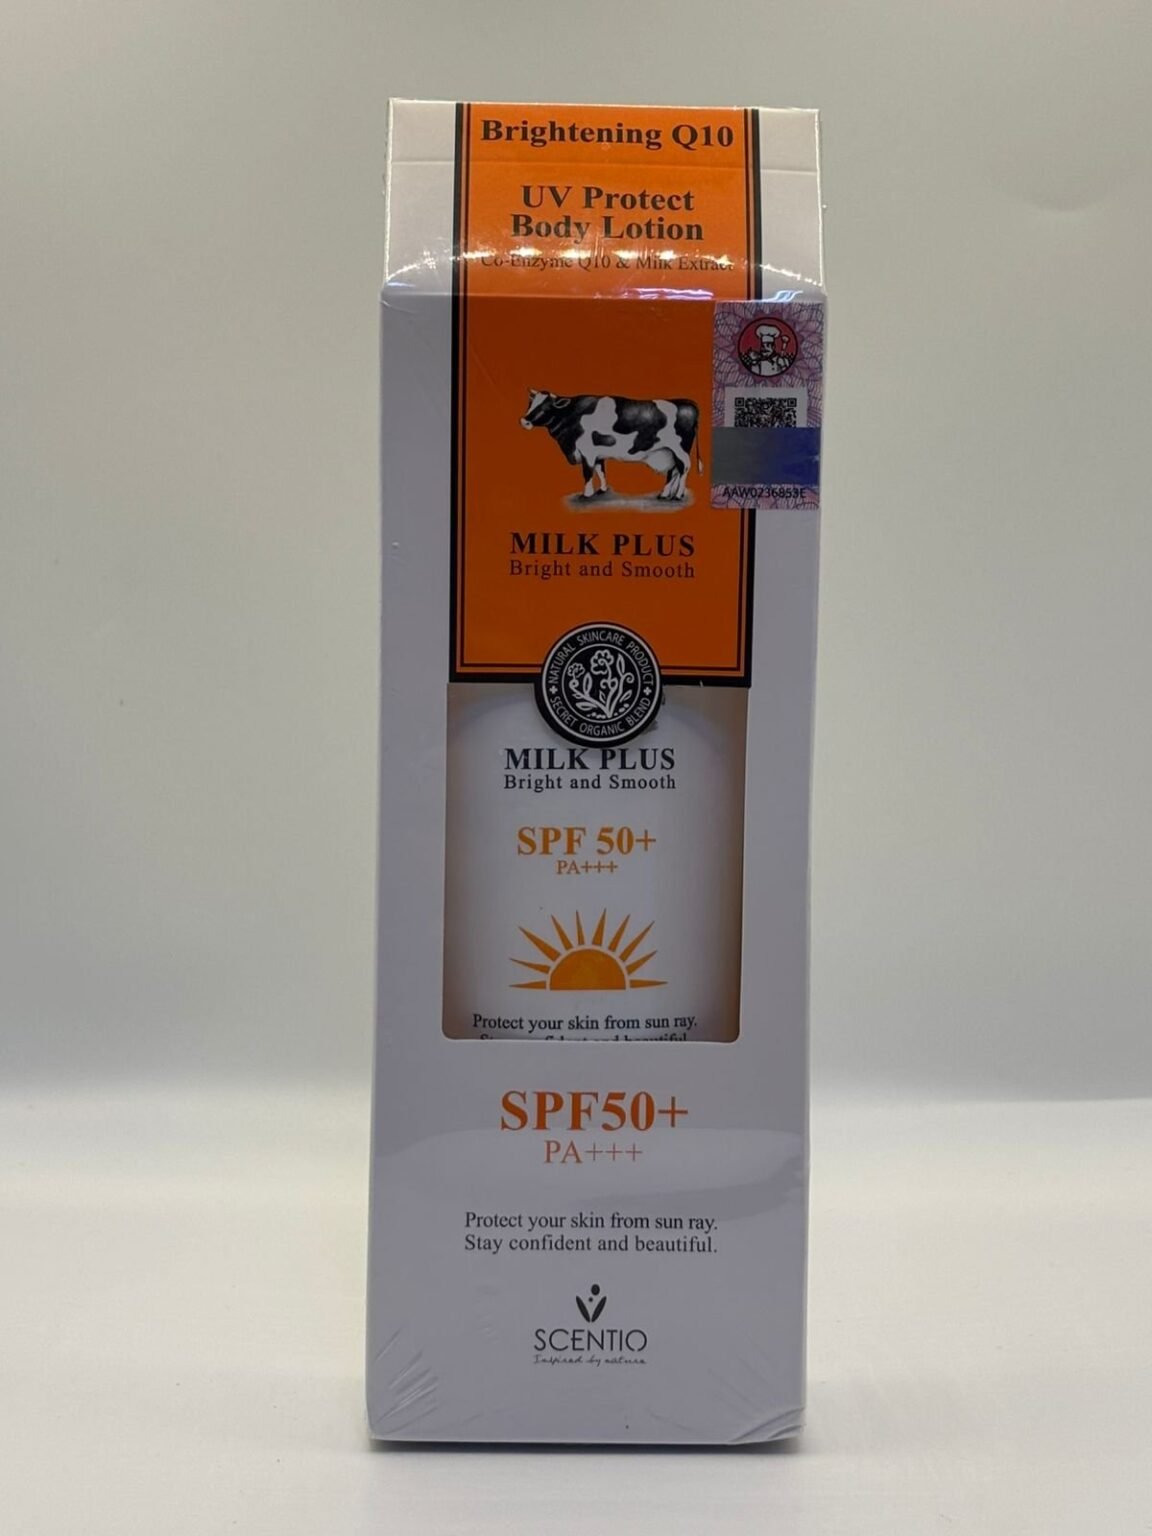 Brightening Q10
UV Protect
Body Lotion
Co-Enzyme Q10 & Milk Extract
AAW0236853E
MILK PLUS
Bright and Smooth
NATURAL SKINCARE PRODUCT
SECRET ORGANIC BLEND
MILK PLUS
Bright and Smooth
SPF 50+
PA+++
Protect your skin from sun ray.
SPF50+
PA+++
Protect your skin from sun ray.
Stay confident and beautiful.
SCENTIO
Inspired by nature